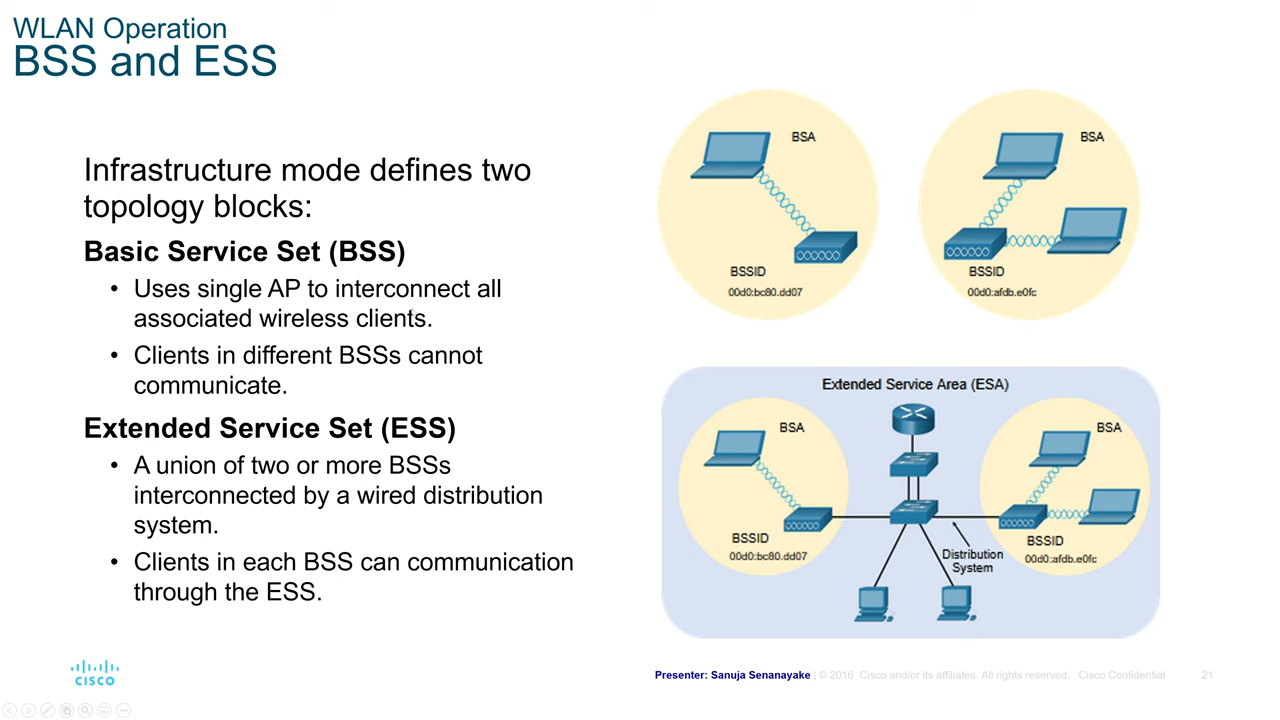 WLAN Operation
BSS and ESS
Infrastructure mode defines two
topology blocks:
Basic Service Set (BSS)
• Uses single AP to interconnect all
associated wireless clients.
• Clients in different BSSs cannot
communicate.
Extended Service Set (ESS)
• A union of two or more BSSs
interconnected by a wired distribution
system.
• Clients in each BSS can communication
through the ESS.
BSA
BSSID
00d0:bc80.dd07
BSA
BSSID
00d0:afdb.e0fc
Extended Service Area (ESA)
BSA
BSSID
00d0:bc80.dd07
Distribution
System
BSA
BSSID
00d0:afdb.e0fc
CISCO
Presenter: Sanuja Senanayake | © 2016 Cisco and/or its affiliates. All rights reserved. Cisco Confidential 21